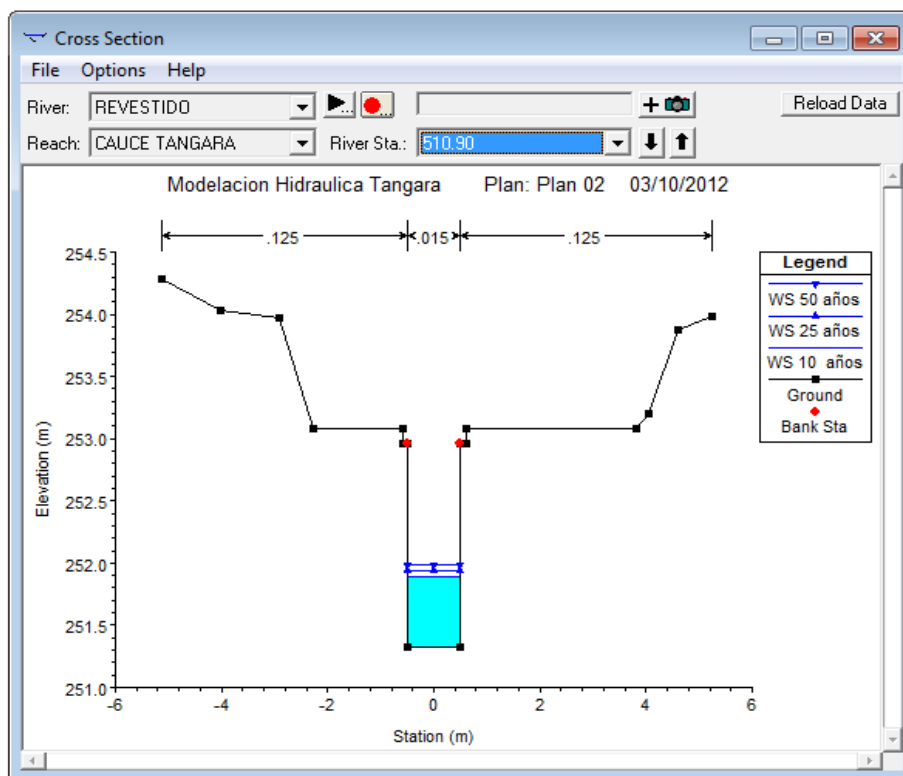 Cross Section
File Options Help
River: REVESTIDO Reload Data
Reach: CAUCE TANGARA River Sta.: 510.90
Modelacion Hidraulica Tangara Plan: Plan 02 03/10/2012
.125 .015 .125
254.5
254.0
253.5
253.0
252.5
252.0
251.5
251.0
Elevation (m)
-6 -4 -2 0 2 4 6
Station (m)
Legend
WS 50 años
WS 25 años
WS 10 años
Ground
Bank Sta